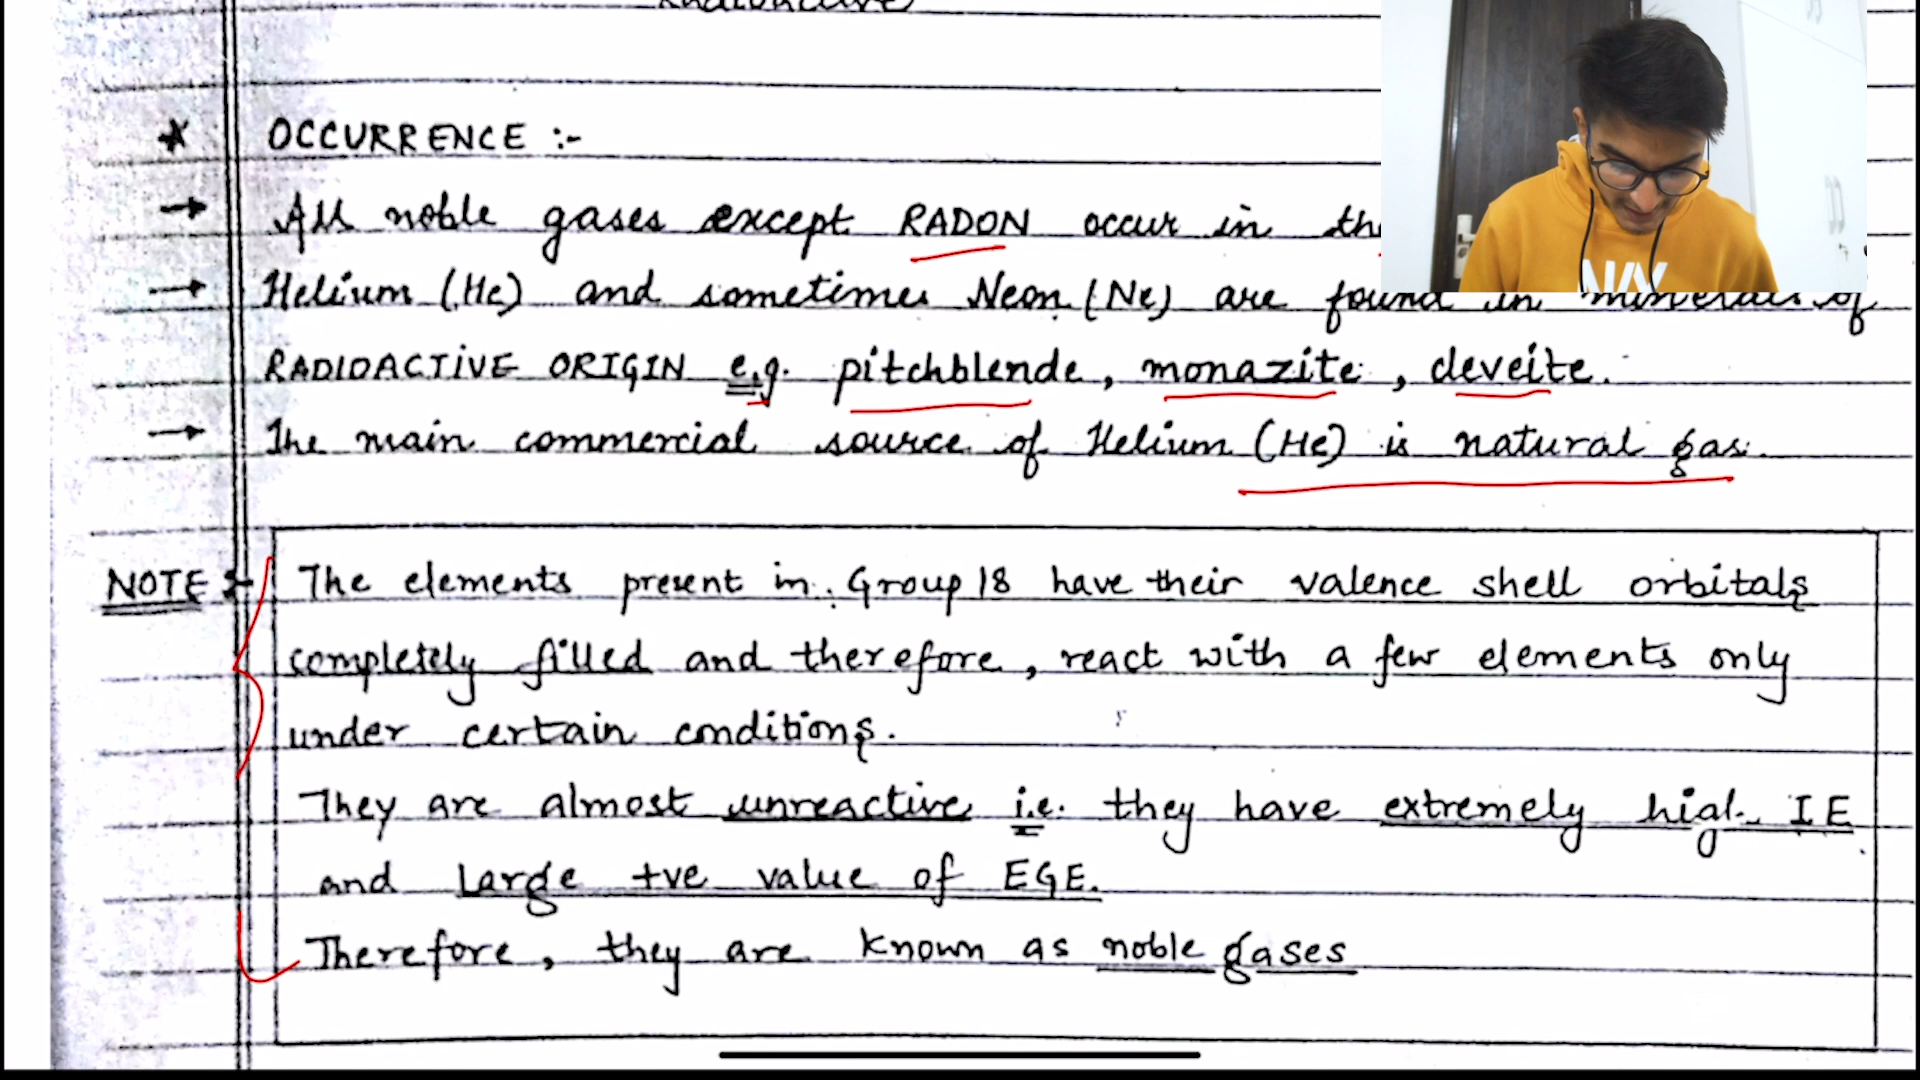 Radioactive
* OCCURRENCE :-
→ All noble gases except RADON occur in the
→ Helium (He) and sometimes Neon (Ne) are found in minerals of
RADIOACTIVE ORIGIN e.g. pitchblende, monazite, cleveite.
→ The main commercial source of Helium (He) is natural gas.
NOTE :- The elements present in Group 18 have their valence shell orbitals
completely filled and therefore, react with a few elements only
under certain conditions.
They are almost unreactive i.e. they have extremely high IE
and large +ve value of EGE.
Therefore, they are known as noble gases